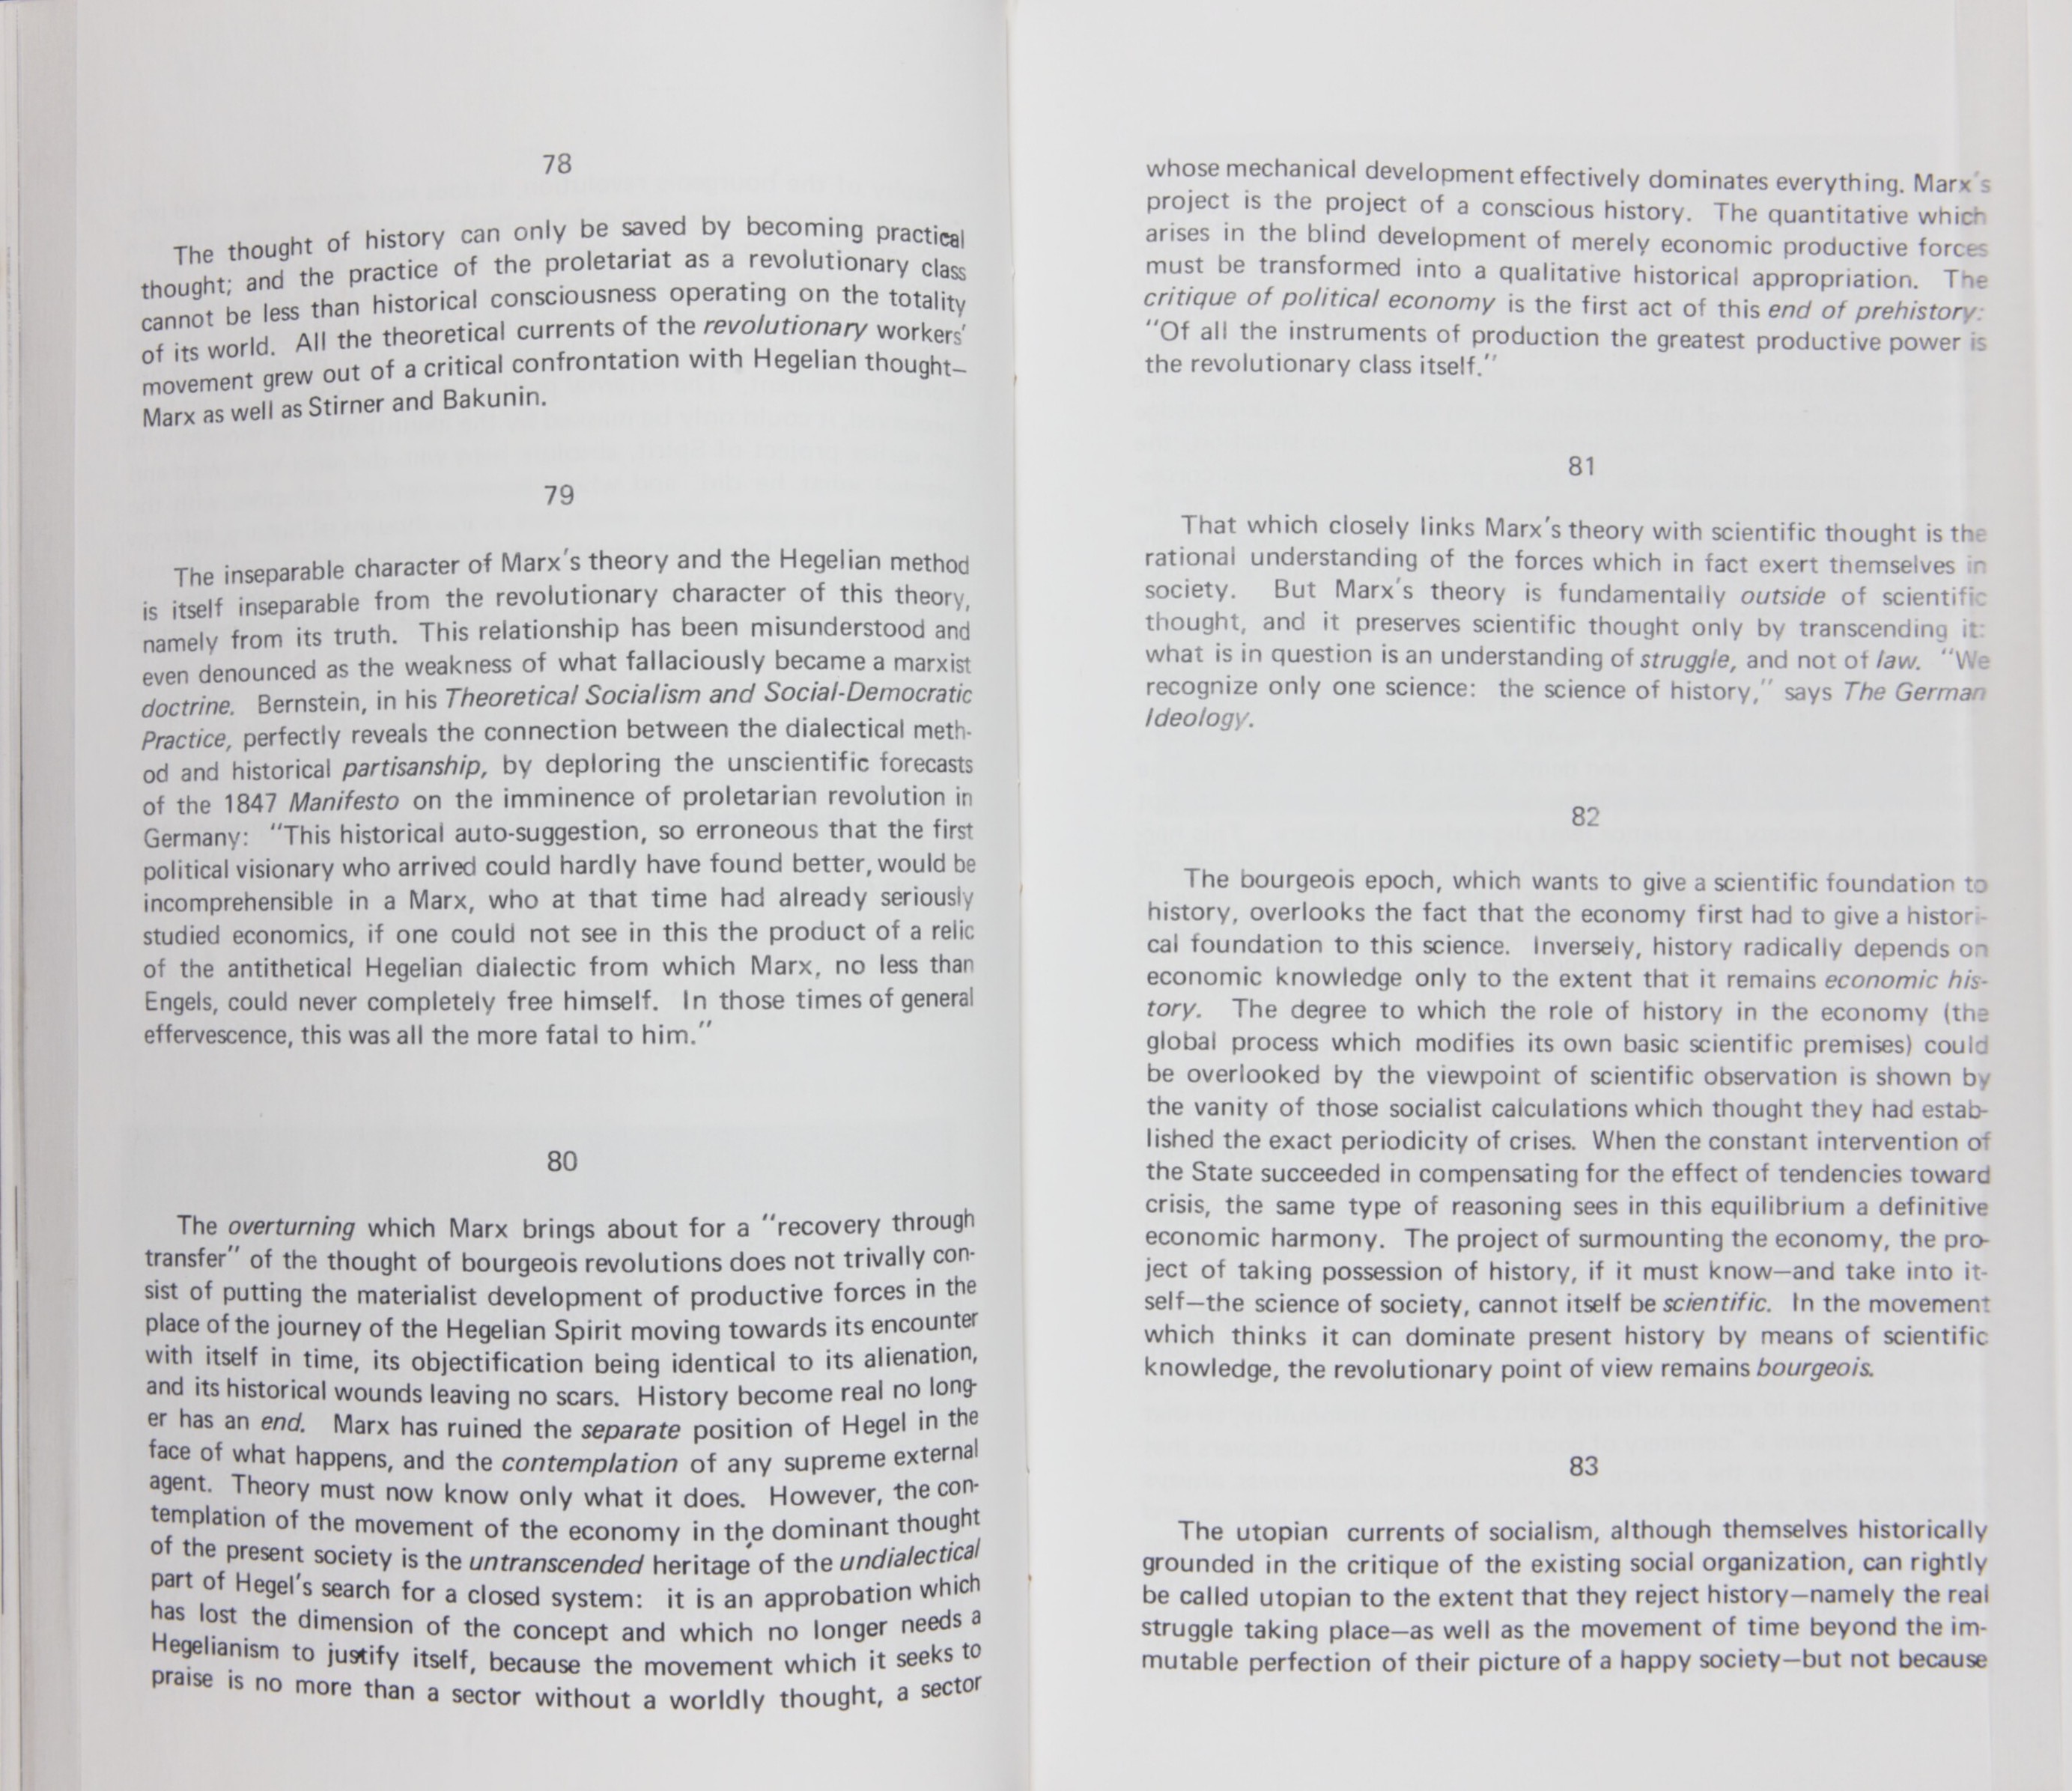 78
The thought of history can only be saved by becoming practical
thought; and the practice of the proletariat as a revolutionary class
cannot be less than historical consciousness operating on the totality
of its world. All the theoretical currents of the revolutionary workers'
movement grew out of a critical confrontation with Hegelian thought—
Marx as well as Stirner and Bakunin.
79
The inseparable character of Marx's theory and the Hegelian method
is itself inseparable from the revolutionary character of this theory,
namely from its truth. This relationship has been misunderstood and
even denounced as the weakness of what fallaciously became a marxist
doctrine. Bernstein, in his Theoretical Socialism and Social-Democratic
Practice, perfectly reveals the connection between the dialectical meth-
od and historical partisanship, by deploring the unscientific forecasts
of the 1847 Manifesto on the imminence of proletarian revolution in
Germany: "This historical auto-suggestion, so erroneous that the first
political visionary who arrived could hardly have found better, would be
incomprehensible in a Marx, who at that time had already seriously
studied economics, if one could not see in this the product of a relic
of the antithetical Hegelian dialectic from which Marx, no less than
Engels, could never completely free himself. In those times of general
effervescence, this was all the more fatal to him."
80
The overturning which Marx brings about for a "recovery through
transfer" of the thought of bourgeois revolutions does not trivally con-
sist of putting the materialist development of productive forces in the
place of the journey of the Hegelian Spirit moving towards its encounter
with itself in time, its objectification being identical to its alienation,
and its historical wounds leaving no scars. History become real no long-
er has an end. Marx has ruined the separate position of Hegel in the
face of what happens, and the contemplation of any supreme external
agent. Theory must now know only what it does. However, the con-
templation of the movement of the economy in the dominant thought
of the present society is the untranscended heritage of the undialectical
part of Hegel's search for a closed system: it is an approbation which
has lost the dimension of the concept and which no longer needs a
Hegelianism to justify itself, because the movement which it seeks to
praise is no more than a sector without a worldly thought, a sector
whose mechanical development effectively dominates everything. Marx's
project is the project of a conscious history. The quantitative which
arises in the blind development of merely economic productive forces
must be transformed into a qualitative historical appropriation. The
critique of political economy is the first act of this end of prehistory:
"Of all the instruments of production the greatest productive power is
the revolutionary class itself."
81
That which closely links Marx's theory with scientific thought is the
rational understanding of the forces which in fact exert themselves in
society. But Marx's theory is fundamentally outside of scientific
thought, and it preserves scientific thought only by transcending it:
what is in question is an understanding of struggle, and not of law. "We
recognize only one science: the science of history," says The German
Ideology.
82
The bourgeois epoch, which wants to give a scientific foundation to
history, overlooks the fact that the economy first had to give a histori-
cal foundation to this science. Inversely, history radically depends on
economic knowledge only to the extent that it remains economic his-
tory. The degree to which the role of history in the economy (the
global process which modifies its own basic scientific premises) could
be overlooked by the viewpoint of scientific observation is shown by
the vanity of those socialist calculations which thought they had estab-
lished the exact periodicity of crises. When the constant intervention of
the State succeeded in compensating for the effect of tendencies toward
crisis, the same type of reasoning sees in this equilibrium a definitive
economic harmony. The project of surmounting the economy, the pro-
ject of taking possession of history, if it must know—and take into it-
self—the science of society, cannot itself be scientific. In the movement
which thinks it can dominate present history by means of scientific
knowledge, the revolutionary point of view remains bourgeois.
83
The utopian currents of socialism, although themselves historically
grounded in the critique of the existing social organization, can rightly
be called utopian to the extent that they reject history—namely the real
struggle taking place—as well as the movement of time beyond the im-
mutable perfection of their picture of a happy society—but not because